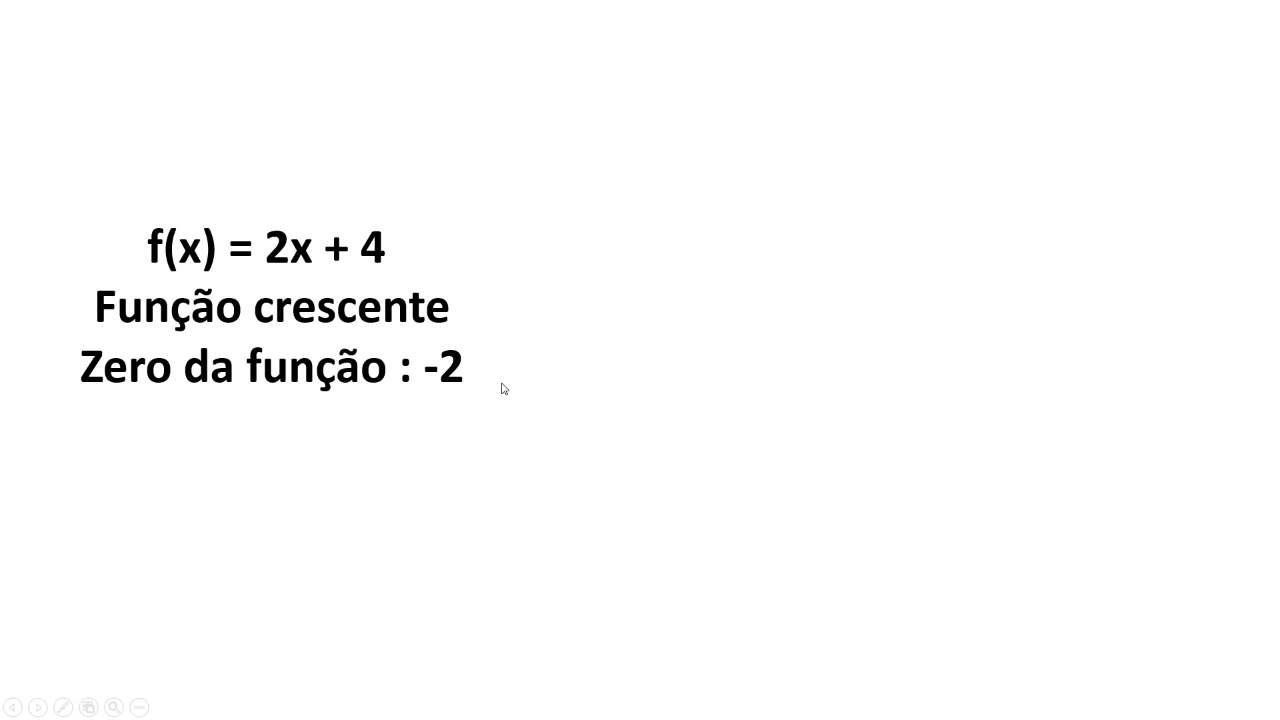 f(x) = 2x + 4
Função crescente
Zero da função : -2